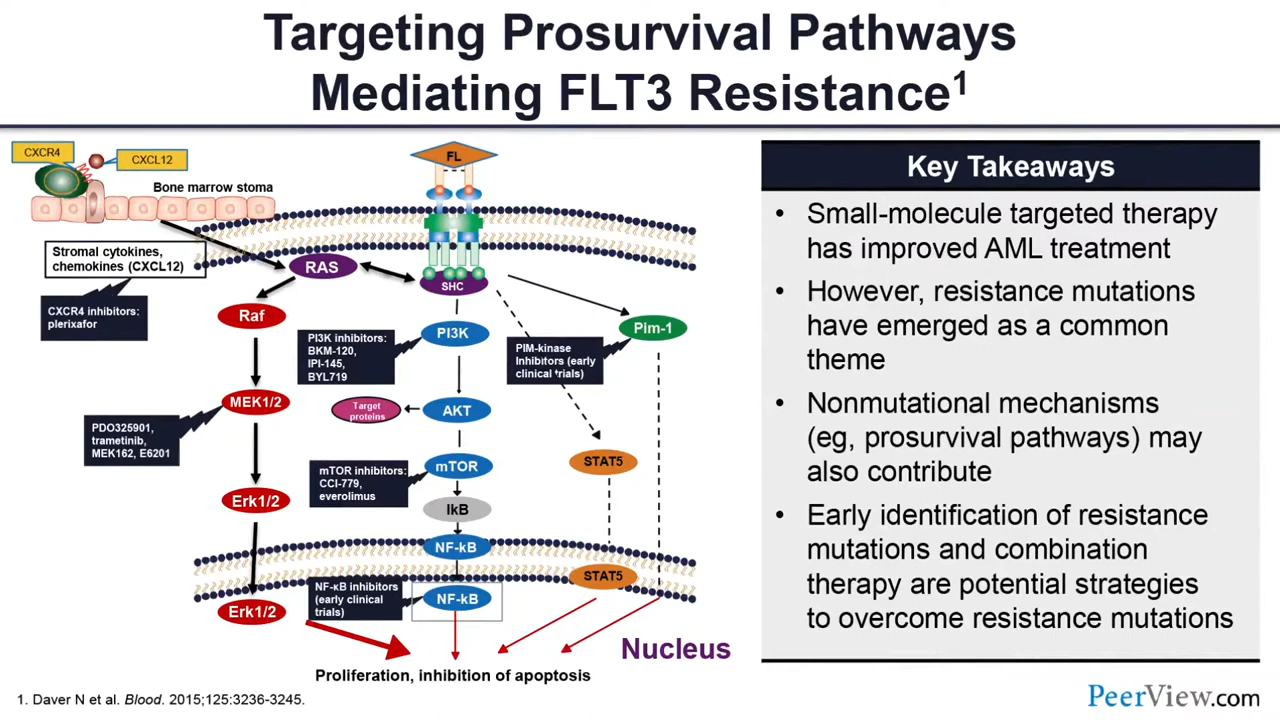 Targeting Prosurvival Pathways
Mediating FLT3 Resistance1
CXCR4
CXCL12
Bone marrow stoma
Stromal cytokines,
chemokines (CXCL12)
CXCR4 inhibitors:
plerixafor
FL
RAS
SHC
Raf
PI3K inhibitors:
BKM-120,
IPI-145,
BYL719
PI3K
PIM-kinase
Inhibitors (early
clinical trials)
Pim-1
MEK1/2
PDO325901,
trametinib,
MEK162, E6201
Target
proteins
AKT
mTOR inhibitors:
CCI-779,
everolimus
mTOR
STAT5
Erk1/2
IkB
NF-kB
STAT5
NF-κB inhibitors
(early clinical
trials)
NF-kB
Erk1/2
Nucleus
Proliferation, inhibition of apoptosis
Key Takeaways
• Small-molecule targeted therapy
has improved AML treatment
• However, resistance mutations
have emerged as a common
theme
• Nonmutational mechanisms
(eg, prosurvival pathways) may
also contribute
• Early identification of resistance
mutations and combination
therapy are potential strategies
to overcome resistance mutations
1. Daver N et al. Blood. 2015;125:3236-3245.
PeerView.com